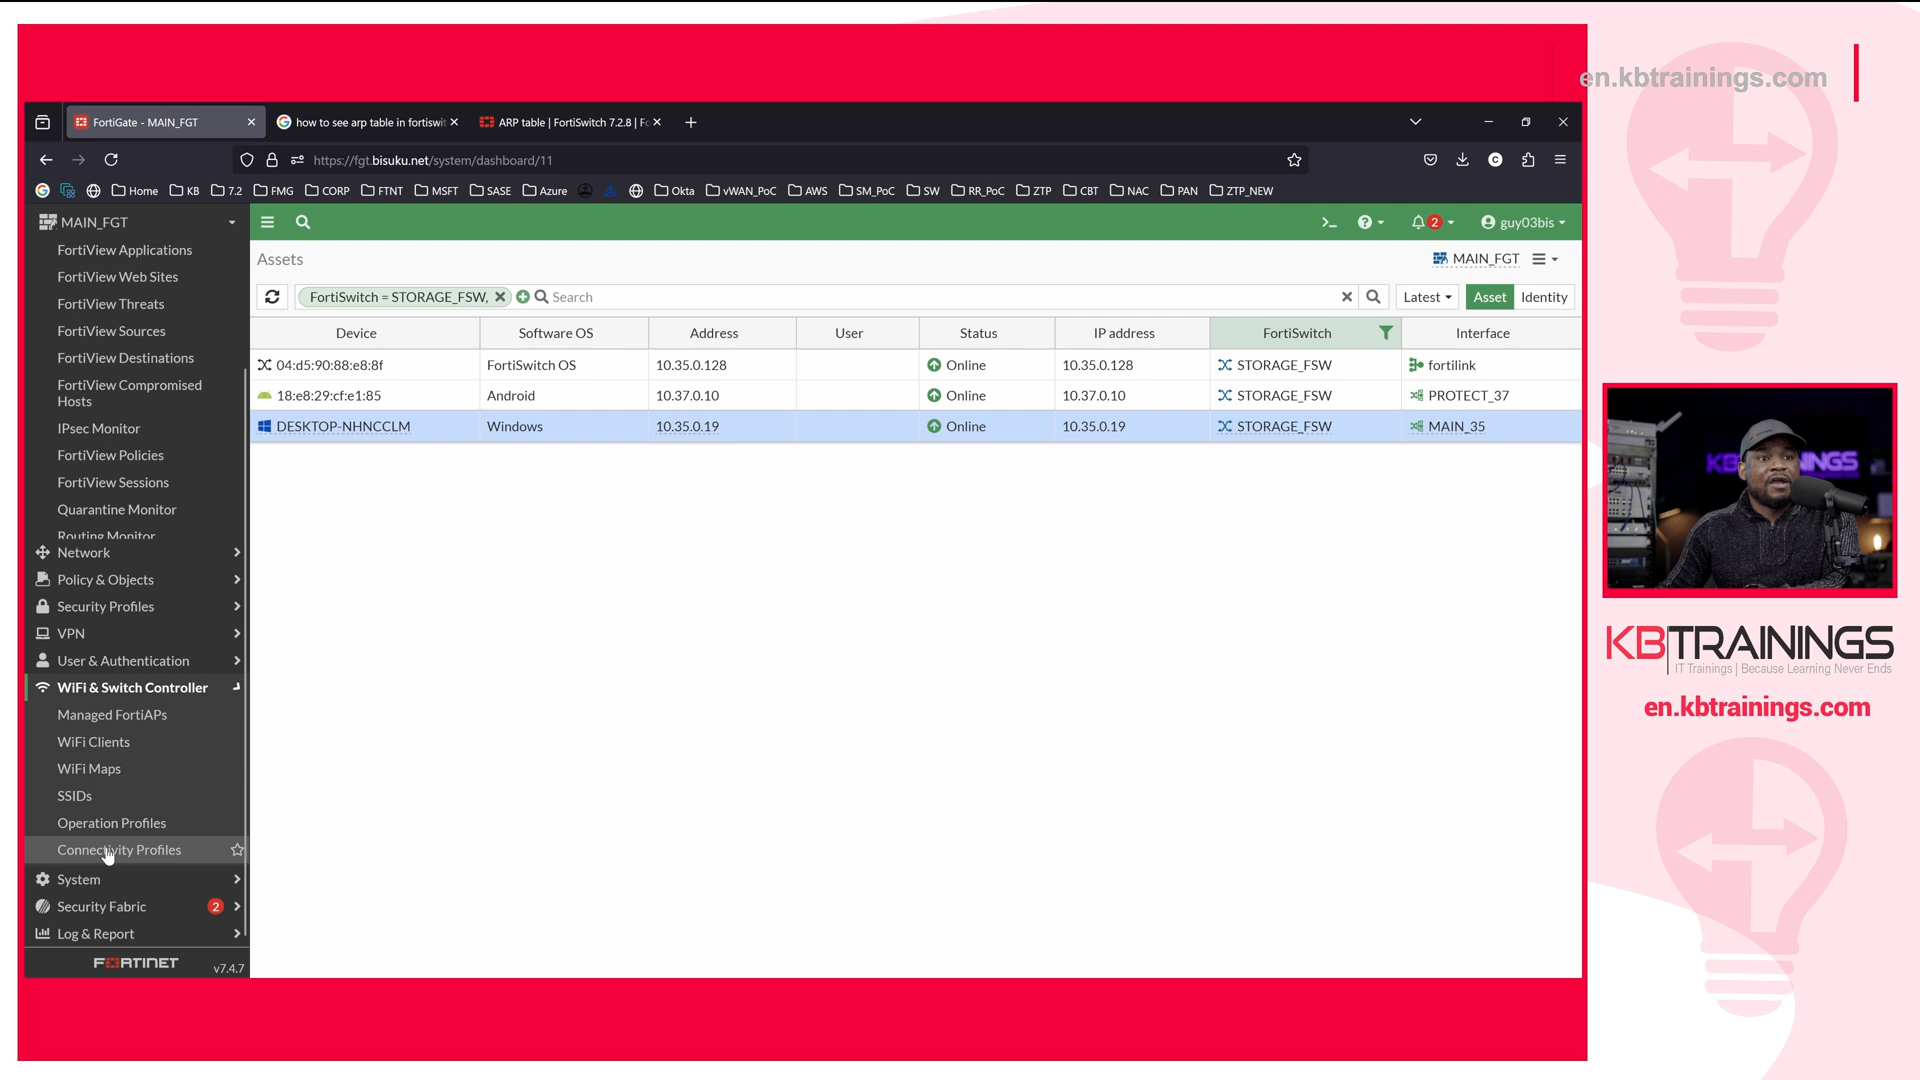 en.kbtrainings.com
FortiGate - MAIN_FGT
how to see arp table in fortiswit
ARP table | FortiSwitch 7.2.8 | Fo
https://fgt.bisuku.net/system/dashboard/11
Home KB 7.2 FMG CORP FTNT MSFT SASE Azure Okta vWAN_PoC AWS SM_PoC SW RR_PoC ZTP CBT NAC PAN ZTP_NEW
MAIN_FGT
2
guy03bis
FortiView Applications
FortiView Web Sites
FortiView Threats
FortiView Sources
FortiView Destinations
FortiView Compromised
Hosts
IPsec Monitor
FortiView Policies
FortiView Sessions
Quarantine Monitor
Routing Monitor
Network
Policy & Objects
Security Profiles
VPN
User & Authentication
WiFi & Switch Controller
Managed FortiAPs
WiFi Clients
WiFi Maps
SSIDs
Operation Profiles
Connectivity Profiles
System
Security Fabric 2
Log & Report
FORTINET v7.4.7
Assets
MAIN_FGT
FortiSwitch = STORAGE_FSW, Search Latest Asset Identity
Device Software OS Address User Status IP address FortiSwitch Interface
04:d5:90:88:e8:8f FortiSwitch OS 10.35.0.128 Online 10.35.0.128 STORAGE_FSW fortilink
18:e8:29:cf:e1:85 Android 10.37.0.10 Online 10.37.0.10 STORAGE_FSW PROTECT_37
DESKTOP-NHNCCLM Windows 10.35.0.19 Online 10.35.0.19 STORAGE_FSW MAIN_35
KBTRAININGS
IT Trainings | Because Learning Never Ends
en.kbtrainings.com